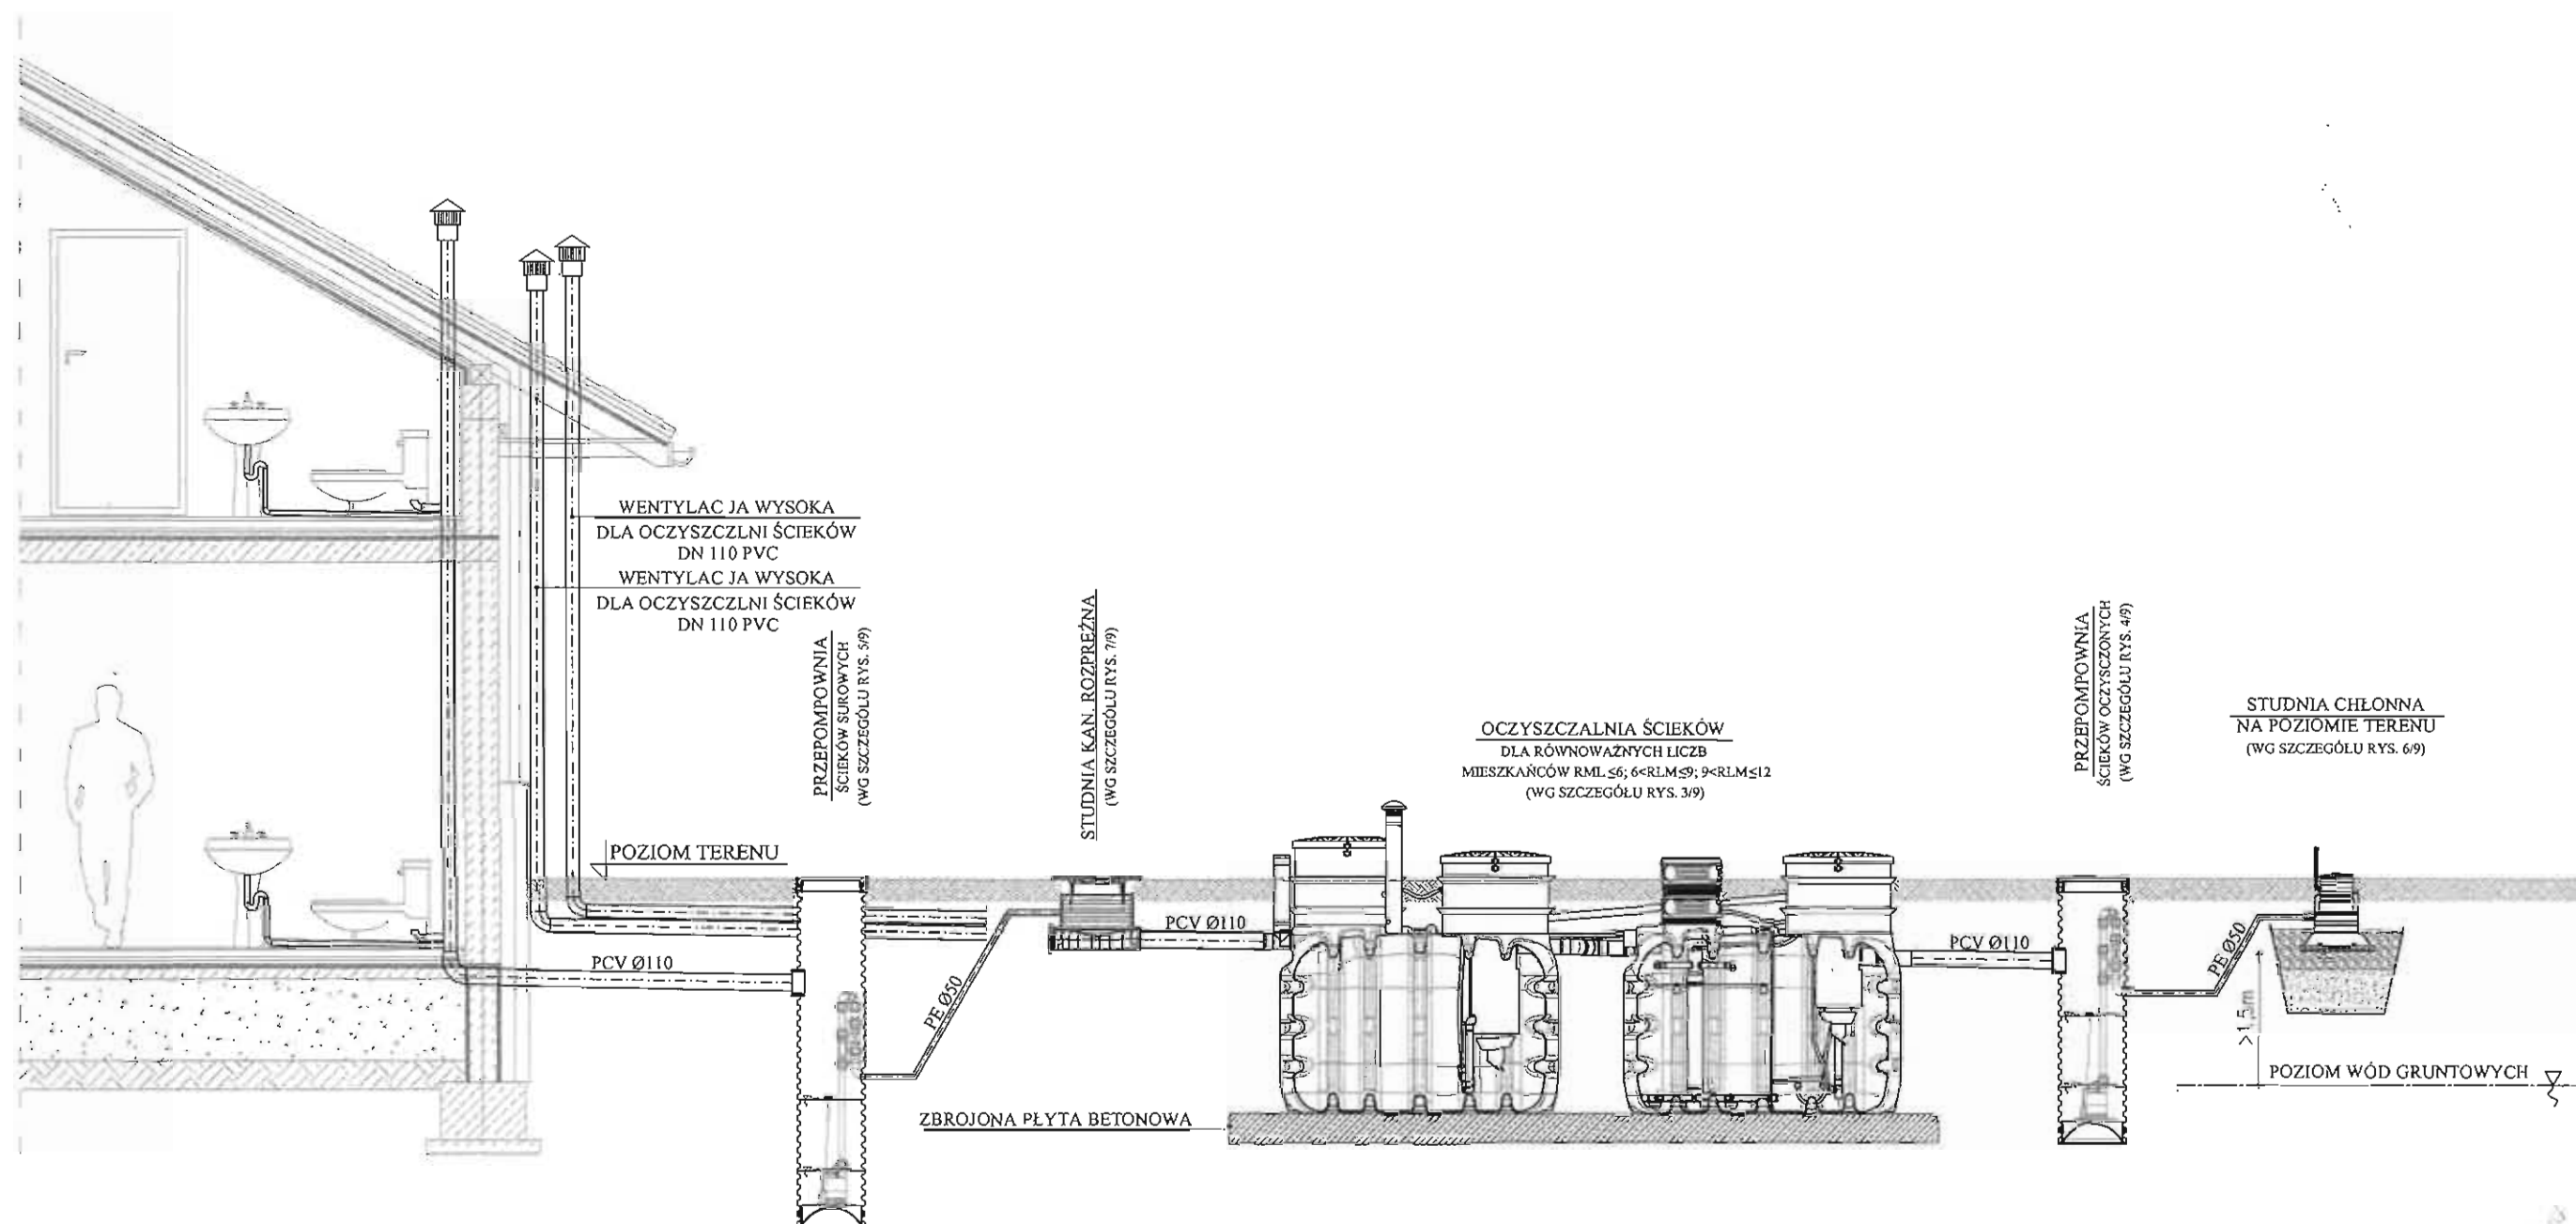 WENTYLAC JA WYSOKA
DLA OCZYSZCZLNI ŚCIEKÓW
DN 110 PVC
WENTYLAC JA WYSOKA
DLA OCZYSZCZLNI ŚCIEKÓW
DN 110 PVC
PRZEPOMPOWNIA
ŚCIEKÓW SUROWYCH
(WG SZCZEGÓŁU RYS. 5/9)
STUDNIA KAN. ROZPRĘŻNA
(WG SZCZEGÓŁU RYS. 7/9)
OCZYSZCZALNIA ŚCIEKÓW
DLA RÓWNOWAŻNYCH LICZB
MIESZKAŃCÓW RML ≤6; 6<RLM≤9; 9<RLM≤12
(WG SZCZEGÓŁU RYS. 3/9)
PRZEPOMPOWNIA
ŚCIEKÓW OCZYSCZONYCH
(WG SZCZEGÓŁU RYS. 4/9)
STUDNIA CHŁONNA
NA POZIOMIE TERENU
(WG SZCZEGÓŁU RYS. 6/9)
POZIOM TERENU
PCV Ø110
PE Ø50
PCV Ø110
PCV Ø110
PE Ø50
>1,5m
POZIOM WÓD GRUNTOWYCH
ZBROJONA PŁYTA BETONOWA